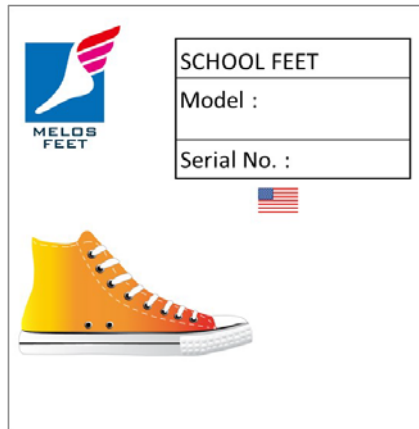 MELOS
FEET
SCHOOL FEET
Model :
Serial No. :